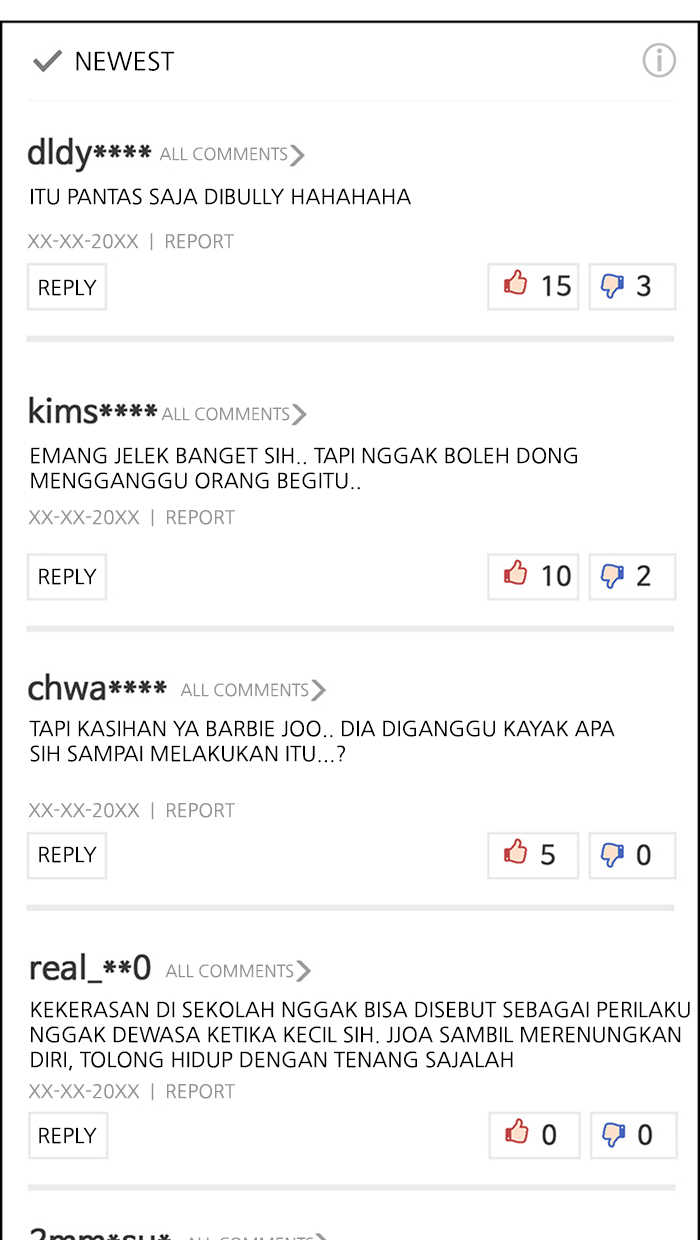 NEWEST
dldy**** ALL COMMENTS
ITU PANTAS SAJA DIBULLY HAHAHAHA
XX-XX-20XX | REPORT
REPLY 15 3
kims**** ALL COMMENTS
EMANG JELEK BANGET SIH.. TAPI NGGAK BOLEH DONG
MENGGANGGU ORANG BEGITU..
XX-XX-20XX | REPORT
REPLY 10 2
chwa**** ALL COMMENTS
TAPI KASIHAN YA BARBIE JOO.. DIA DIGANGGU KAYAK APA
SIH SAMPAI MELAKUKAN ITU...?
XX-XX-20XX | REPORT
REPLY 5 0
real_**0 ALL COMMENTS
KEKERASAN DI SEKOLAH NGGAK BISA DISEBUT SEBAGAI PERILAKU
NGGAK DEWASA KETIKA KECIL SIH. JJOA SAMBIL MERENUNGKAN
DIRI, TOLONG HIDUP DENGAN TENANG SAJALAH
XX-XX-20XX | REPORT
REPLY 0 0
ALL COMMENTS